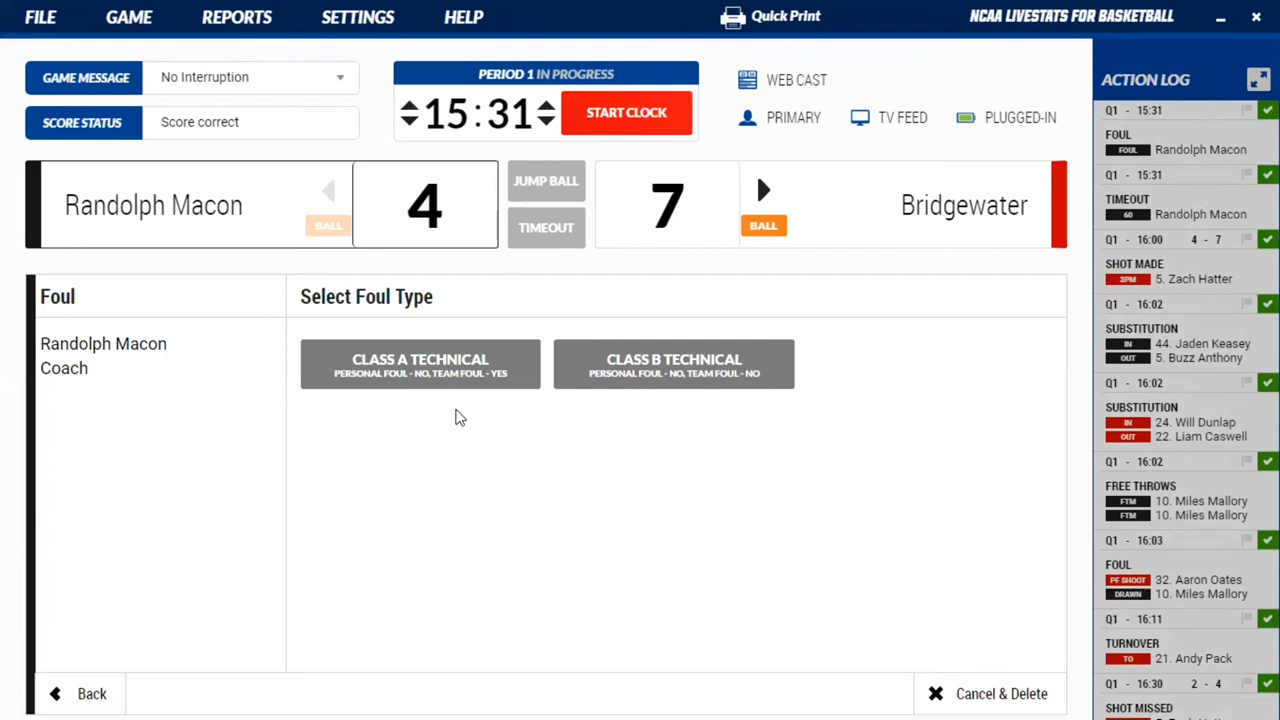 FILE GAME REPORTS SETTINGS HELP Quick Print NCAA LIVESTATS FOR BASKETBALL
GAME MESSAGE No Interruption
SCORE STATUS Score correct
PERIOD 1 IN PROGRESS
15:31 START CLOCK
WEB CAST
PRIMARY TV FEED PLUGGED-IN
Randolph Macon BALL 4
JUMP BALL
TIMEOUT
7 BALL Bridgewater
Foul
Randolph Macon
Coach
Select Foul Type
CLASS A TECHNICAL
PERSONAL FOUL - NO, TEAM FOUL - YES
CLASS B TECHNICAL
PERSONAL FOUL - NO, TEAM FOUL - NO
Back Cancel & Delete
ACTION LOG
Q1 - 15:31
FOUL
FOUL Randolph Macon
Q1 - 15:31
TIMEOUT
60 Randolph Macon
Q1 - 16:00 4 - 7
SHOT MADE
3PM 5. Zach Hatter
Q1 - 16:02
SUBSTITUTION
IN 44. Jaden Keasey
OUT 5. Buzz Anthony
Q1 - 16:02
SUBSTITUTION
IN 24. Will Dunlap
OUT 22. Liam Caswell
Q1 - 16:02
FREE THROWS
FTM 10. Miles Mallory
FTM 10. Miles Mallory
Q1 - 16:03
FOUL
PF SHOOT 32. Aaron Oates
DRAWN 10. Miles Mallory
Q1 - 16:11
TURNOVER
TO 21. Andy Pack
Q1 - 16:30 2 - 4
SHOT MISSED